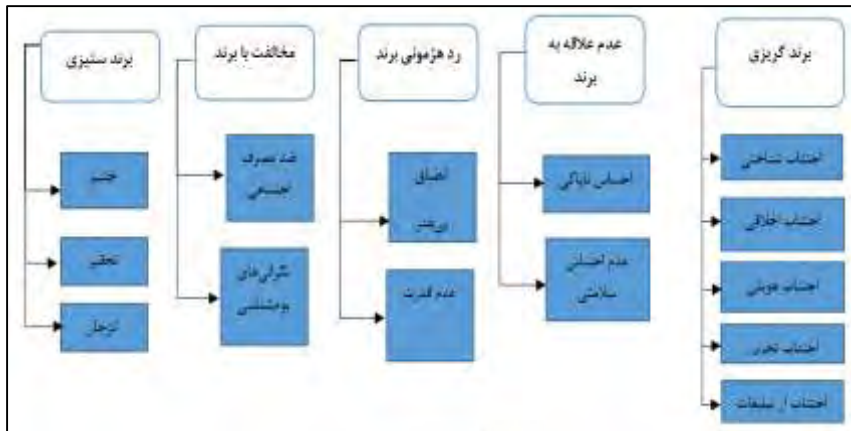 برند گریزی
اجتناب شناختی
اجتناب اخلاقی
اجتناب هویتی
اجتناب تجربی
اجتناب از تبلیغات
عدم علاقه به
برند
احساس ناپاکی
عدم احساس
سلامتی
رد هژمونی برند
عدم قدرت
مخالفت با برند
ضد مصرف
اجتماعی
نگرانی‌های
بوم‌شناسی
برند ستیزی
خشم
تحقیر
انزجار